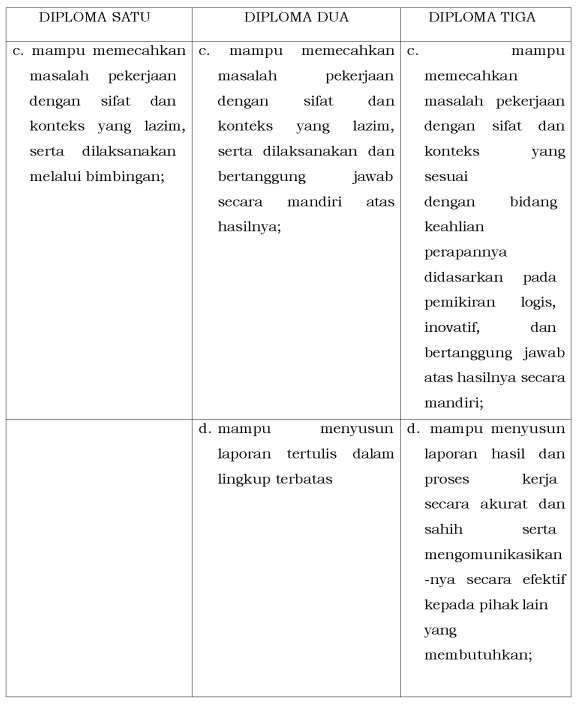 DIPLOMA SATU
DIPLOMA DUA
DIPLOMA TIGA
c. mampu memecahkan
masalah pekerjaan
dengan sifat dan
konteks yang lazim,
serta dilaksanakan
melalui bimbingan;
c. mampu memecahkan
masalah pekerjaan
dengan sifat dan
konteks yang lazim,
serta dilaksanakan dan
bertanggung jawab
secara mandiri atas
hasilnya;
c. mampu
memecahkan
masalah pekerjaan
dengan sifat dan
konteks yang
sesuai
dengan bidang
keahlian
perapannya
didasarkan pada
pemikiran logis,
inovatif, dan
bertanggung jawab
atas hasilnya secara
mandiri;
d. mampu menyusun
laporan tertulis dalam
lingkup terbatas
d. mampu menyusun
laporan hasil dan
proses kerja
secara akurat dan
sahih serta
mengomunikasikan
-nya secara efektif
kepada pihak lain
yang
membutuhkan;